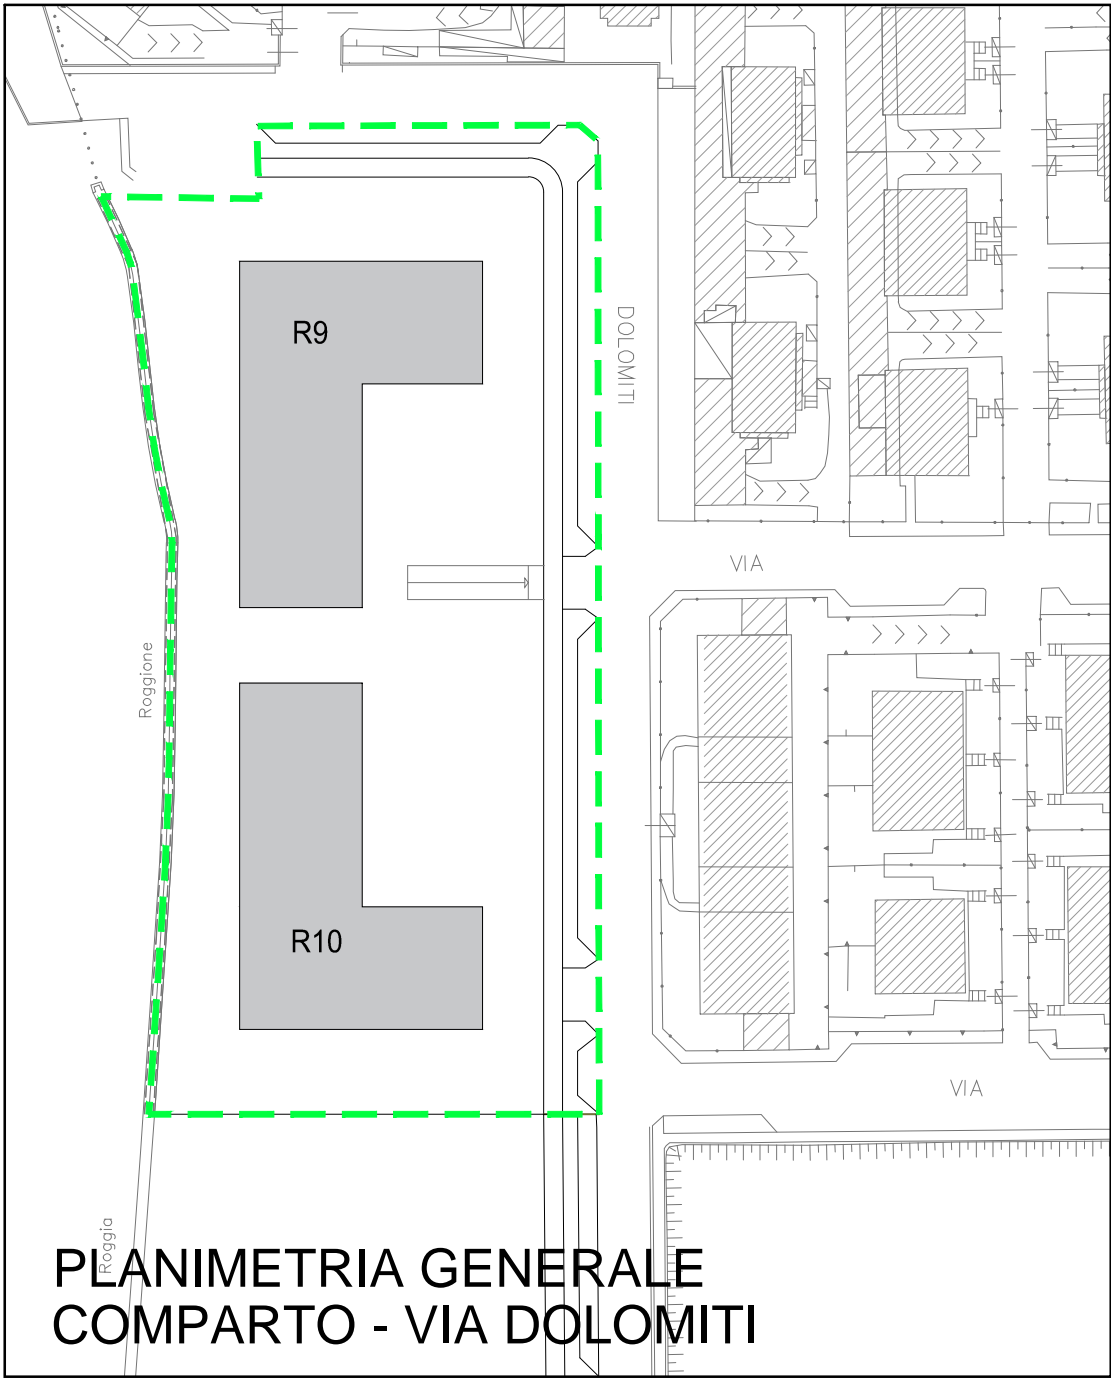 R9
DOLOMITI
VIA
Roggione
R10
VIA
Roggia
PLANIMETRIA GENERALE
COMPARTO - VIA DOLOMITI